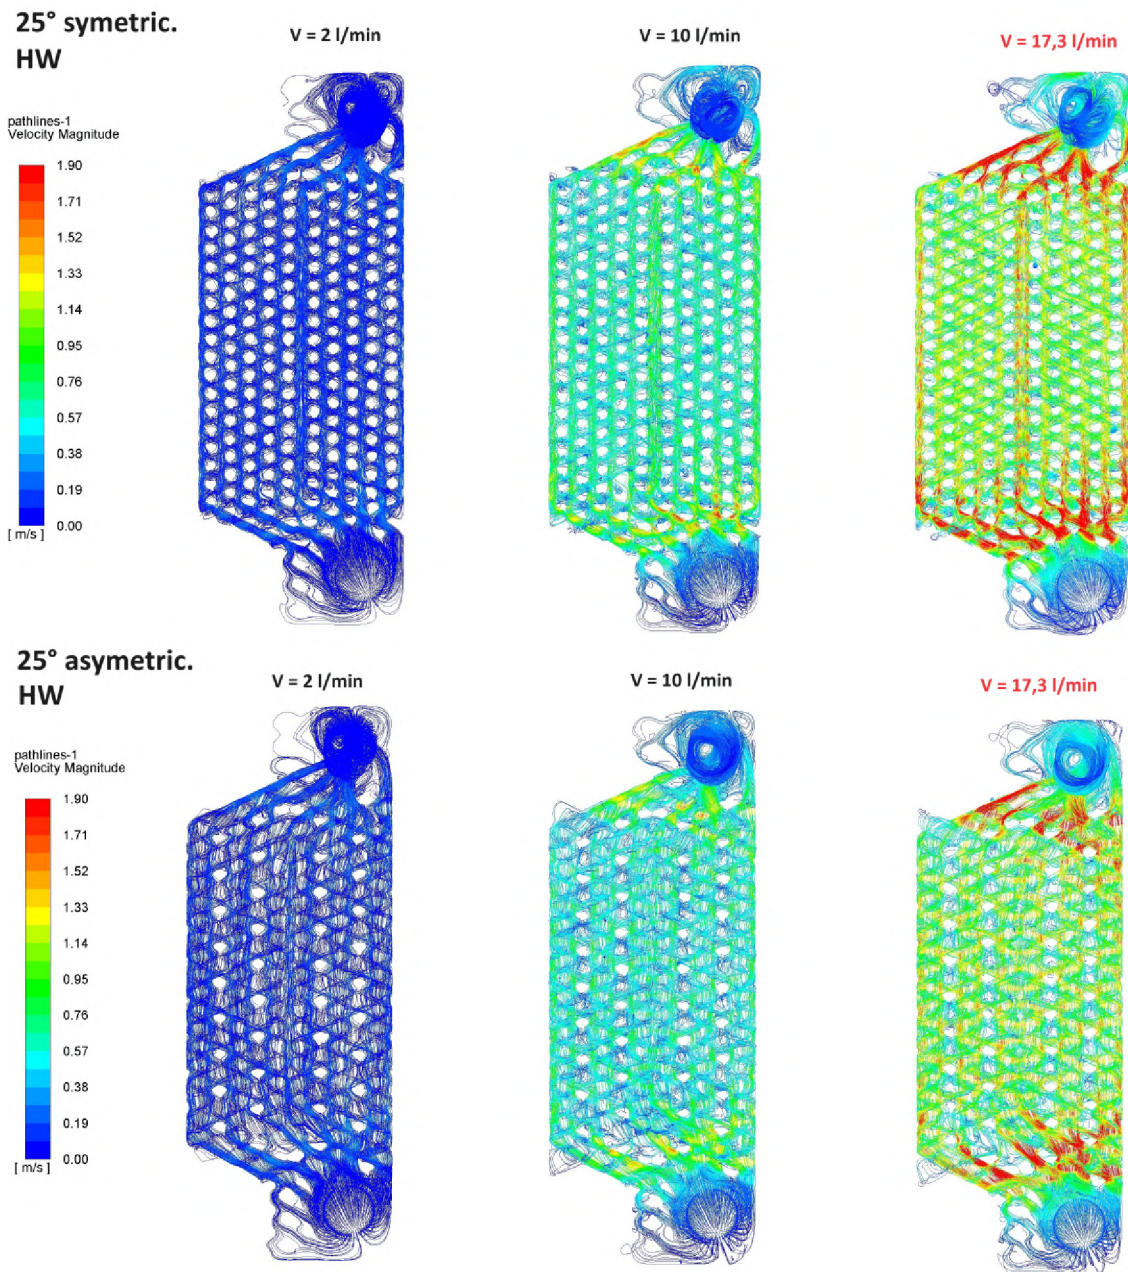 25° symetric.
HW
V = 2 l/min
V = 10 l/min
V = 17,3 l/min
pathlines-1
Velocity Magnitude
1.90
1.71
1.52
1.33
1.14
0.95
0.76
0.57
0.38
0.19
0.00
[ m/s ]
25° asymetric.
HW
V = 2 l/min
V = 10 l/min
V = 17,3 l/min
pathlines-1
Velocity Magnitude
1.90
1.71
1.52
1.33
1.14
0.95
0.76
0.57
0.38
0.19
0.00
[ m/s ]